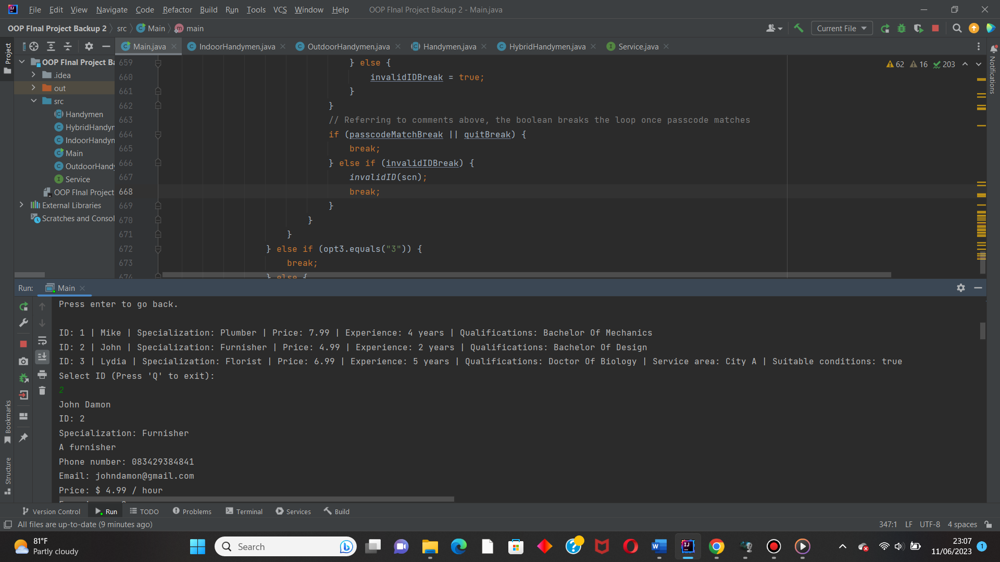 File Edit View Navigate Code Refactor Build Run Tools VCS Window Help OOP FInal Project Backup 2 - Main.java
OOP FInal Project Backup 2 src Main main
Current File
Project
Main.java IndoorHandymen.java OutdoorHandymen.java Handymen.java HybridHandymen.java Service.java
Notifications
OOP FInal Project Ba
.idea
out
src
Handymen
HybridHandyn
IndoorHandyn
Main
OutdoorHandy
Service
OOP FInal Project
External Libraries
Scratches and Consol
62 16 203
659 } else {
660 invalidIDBreak = true;
661 }
662 }
663 // Referring to comments above, the boolean breaks the loop once passcode matches
664 if (passcodeMatchBreak || quitBreak) {
665 break;
666 } else if (invalidIDBreak) {
667 invalidID(scn);
668 break;
669 }
670 }
671 }
672 } else if (opt3.equals("3")) {
673 break;
674 } else {
Run: Main
Press enter to go back.
ID: 1 | Mike | Specialization: Plumber | Price: 7.99 | Experience: 4 years | Qualifications: Bachelor Of Mechanics
ID: 2 | John | Specialization: Furnisher | Price: 4.99 | Experience: 2 years | Qualifications: Bachelor Of Design
ID: 3 | Lydia | Specialization: Florist | Price: 6.99 | Experience: 5 years | Qualifications: Doctor Of Biology | Service area: City A | Suitable conditions: true
Select ID (Press 'Q' to exit):
2
John Damon
ID: 2
Specialization: Furnisher
A furnisher
Phone number: 083429384841
Email: johndamon@gmail.com
Price: $ 4.99 / hour
Bookmarks
Structure
Version Control Run TODO Problems Terminal Services Build
All files are up-to-date (9 minutes ago)
347:1 LF UTF-8 4 spaces
81°F
Partly cloudy
Search
23:07
11/06/2023
1